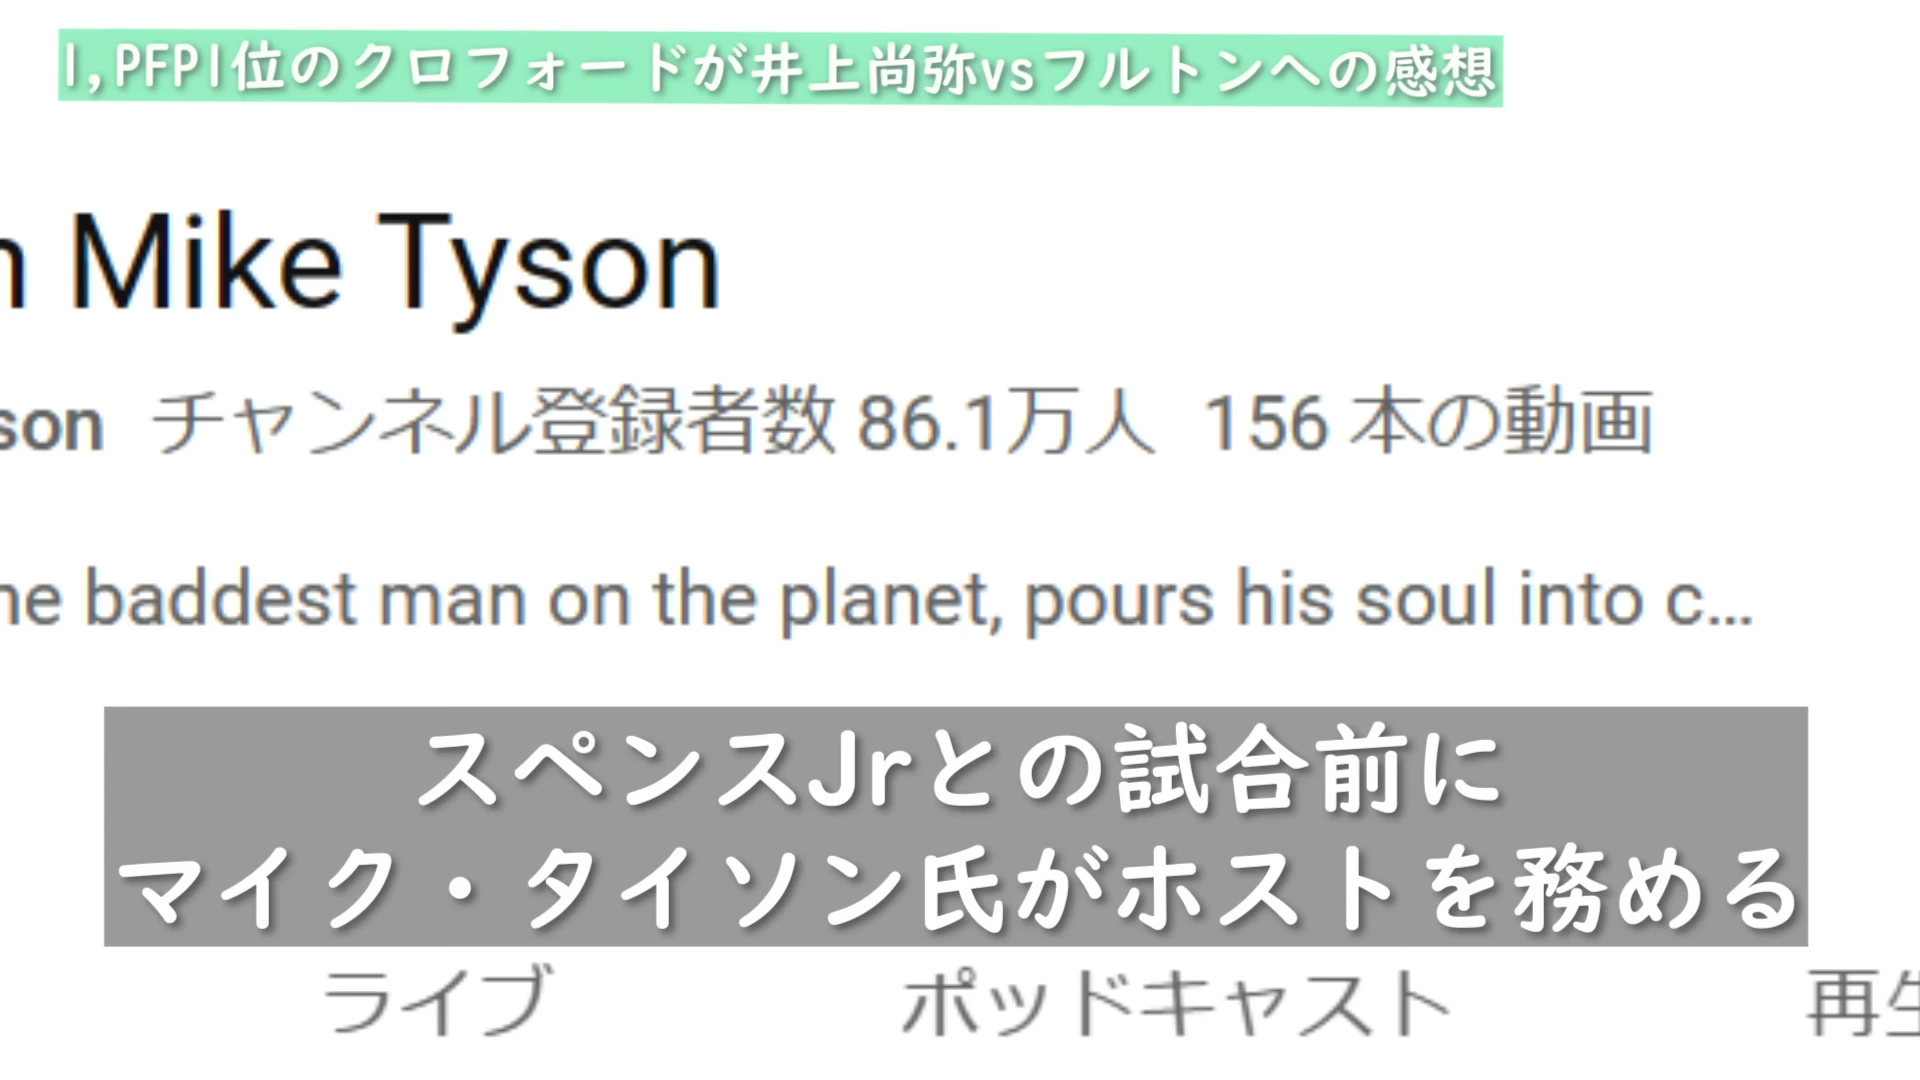 1,PFP1位のクロフォードが井上尚弥vsフルトンへの感想
Mike Tyson
son チャンネル登録者数 86.1万人 156 本の動画
baddest man on the planet, pours his soul into c...
スペンスJrとの試合前に
マイク・タイソン氏がホストを務める
ライブ ポッドキャスト 再生